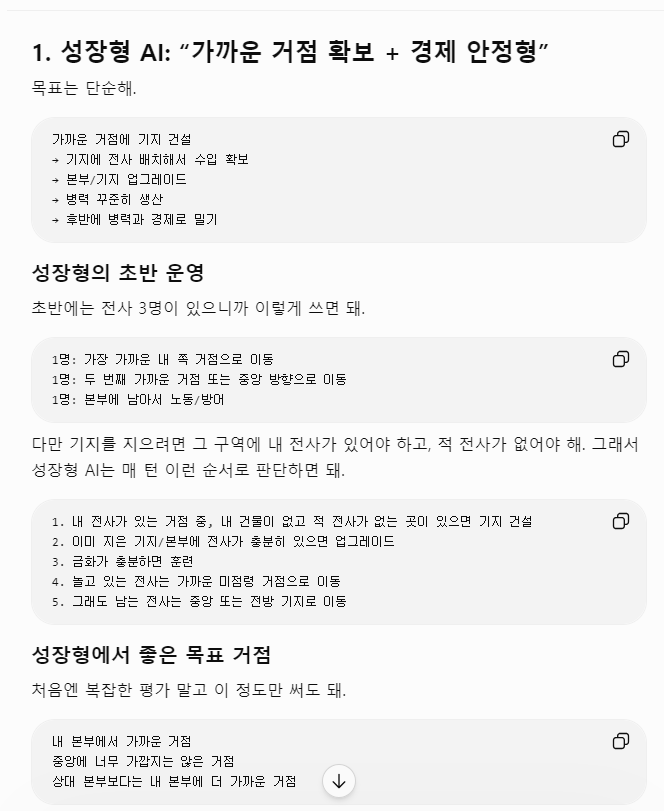 1. 성장형 AI: “가까운 거점 확보 + 경제 안정형”
목표는 단순해.
가까운 거점에 기지 건설
→ 기지에 전사 배치해서 수입 확보
→ 본부/기지 업그레이드
→ 병력 꾸준히 생산
→ 후반에 병력과 경제로 밀기
성장형의 초반 운영
초반에는 전사 3명이 있으니까 이렇게 쓰면 돼.
1명: 가장 가까운 내 쪽 거점으로 이동
1명: 두 번째 가까운 거점 또는 중앙 방향으로 이동
1명: 본부에 남아서 노동/방어
다만 기지를 지으려면 그 구역에 내 전사가 있어야 하고, 적 전사가 없어야 해. 그래서
성장형 AI는 매 턴 이런 순서로 판단하면 돼.
1. 내 전사가 있는 거점 중, 내 건물이 없고 적 전사가 없는 곳이 있으면 기지 건설
2. 이미 지은 기지/본부에 전사가 충분히 있으면 업그레이드
3. 금화가 충분하면 훈련
4. 놀고 있는 전사는 가까운 미점령 거점으로 이동
5. 그래도 남는 전사는 중앙 또는 전방 기지로 이동
성장형에서 좋은 목표 거점
처음엔 복잡한 평가 말고 이 정도만 써도 돼.
내 본부에서 가까운 거점
중앙에 너무 가깝지는 않은 거점
상대 본부보다는 내 본부에 더 가까운 거점